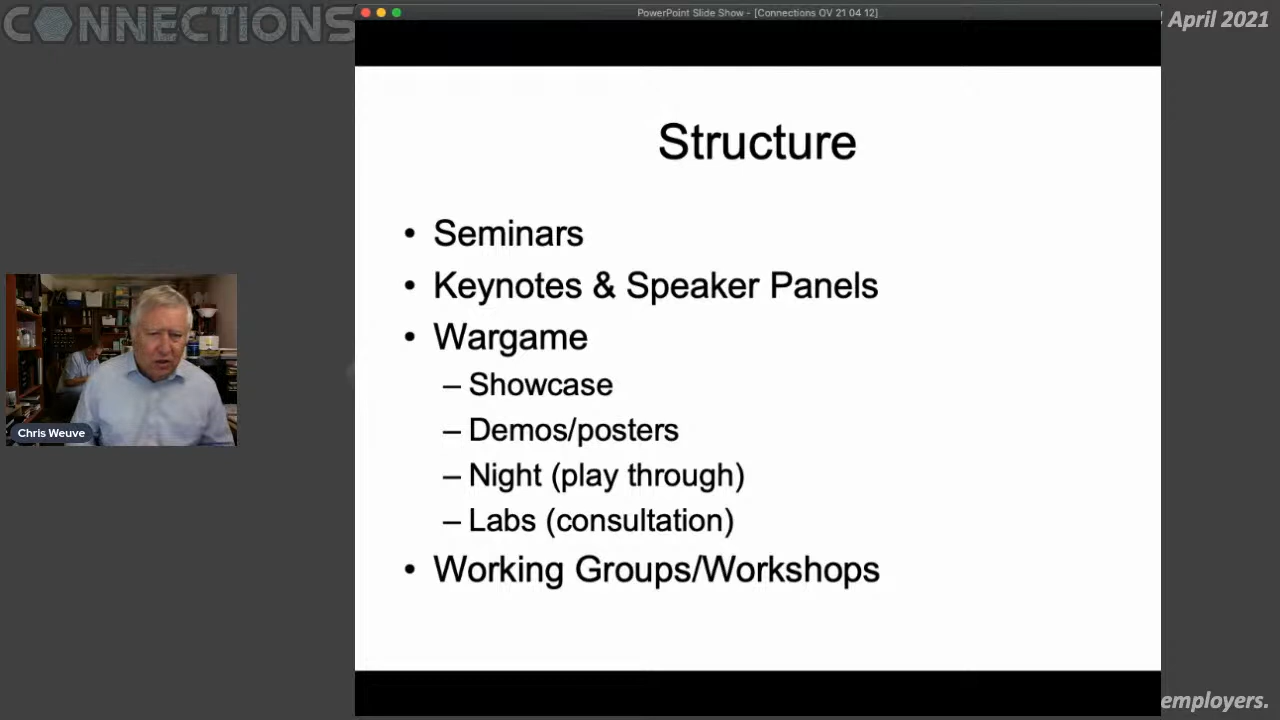 CONNECTIONS
PowerPoint Slide Show - [Connections OV 21 04 12]
April 2021
Structure
• Seminars
• Keynotes & Speaker Panels
• Wargame
– Showcase
– Demos/posters
– Night (play through)
– Labs (consultation)
• Working Groups/Workshops
Chris Weuve
employers.